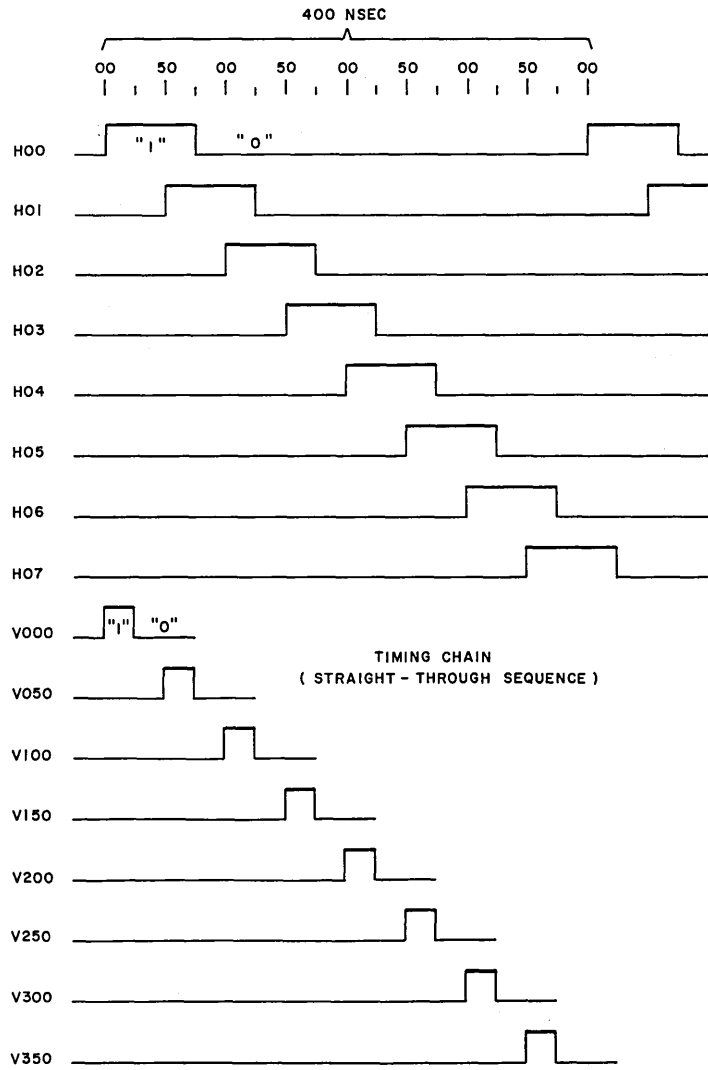 400 NSEC
00 50 00 50 00 50 00 50 00
H00 "1" "0"
H01
H02
H03
H04
H05
H06
H07
V000 "1" "0"
TIMING CHAIN
V050 ( STRAIGHT - THROUGH SEQUENCE )
V100
V150
V200
V250
V300
V350